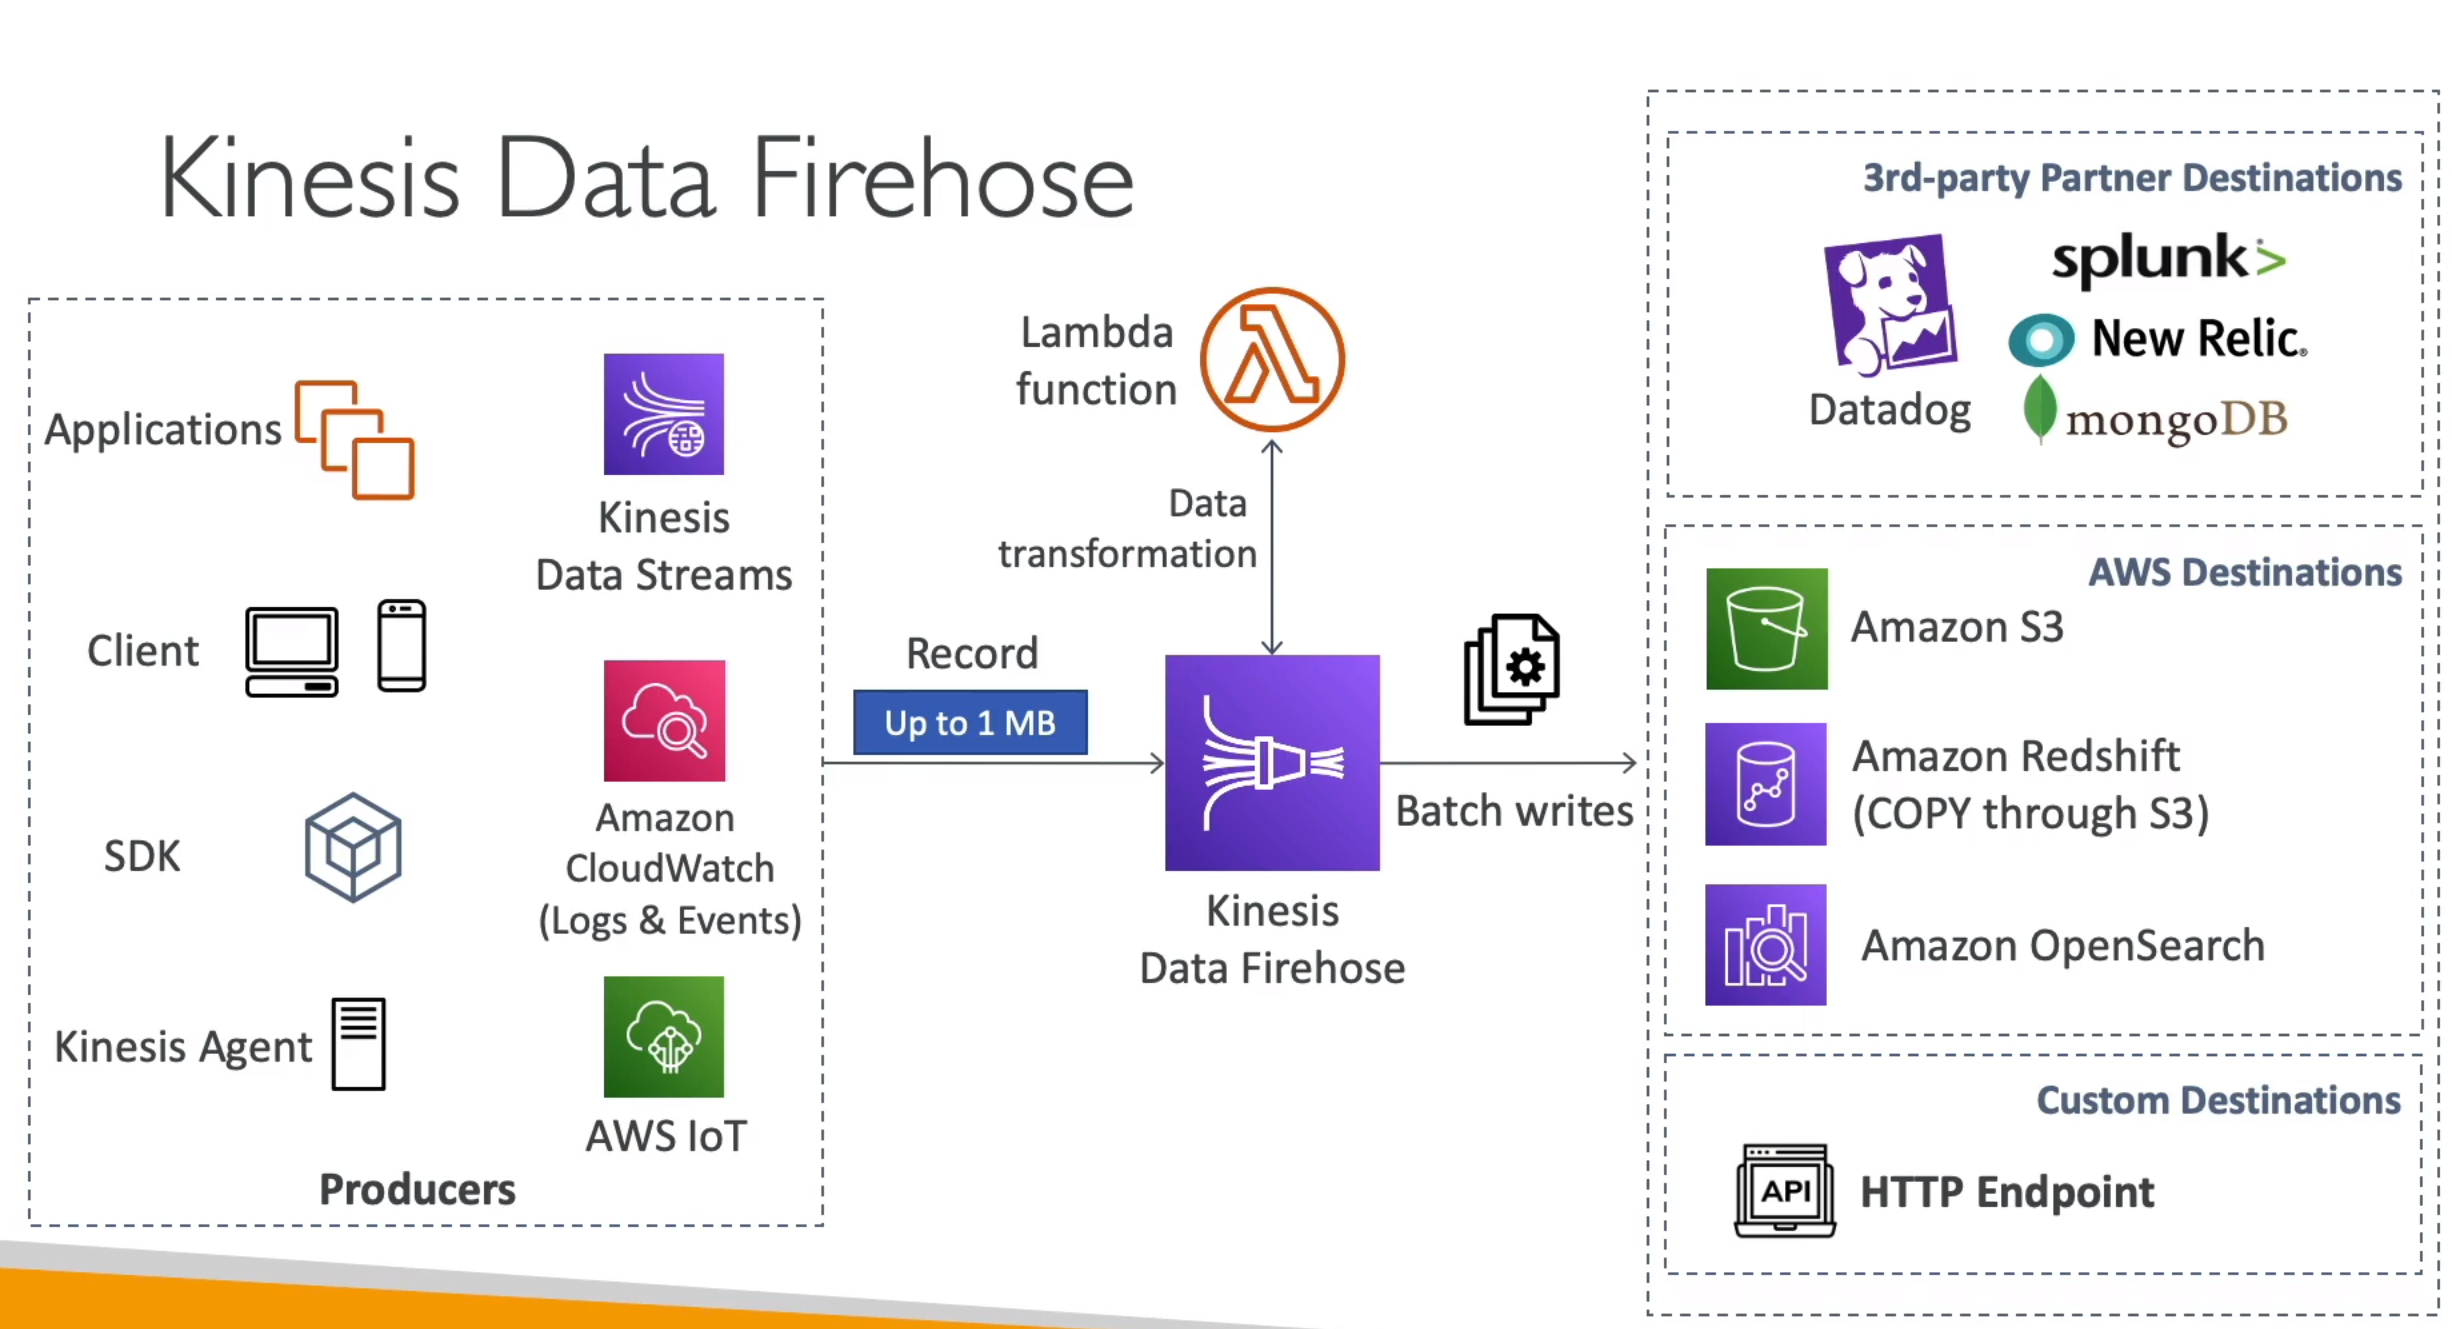 Kinesis Data Firehose
Applications
Client
SDK
Kinesis Agent
Kinesis
Data Streams
Amazon
CloudWatch
(Logs & Events)
AWS IoT
Producers
Record
Up to 1 MB
Lambda
function
Data
transformation
Kinesis
Data Firehose
Batch writes
3rd-party Partner Destinations
Datadog
splunk>
New Relic®
mongoDB
AWS Destinations
Amazon S3
Amazon Redshift
(COPY through S3)
Amazon OpenSearch
Custom Destinations
API
HTTP Endpoint